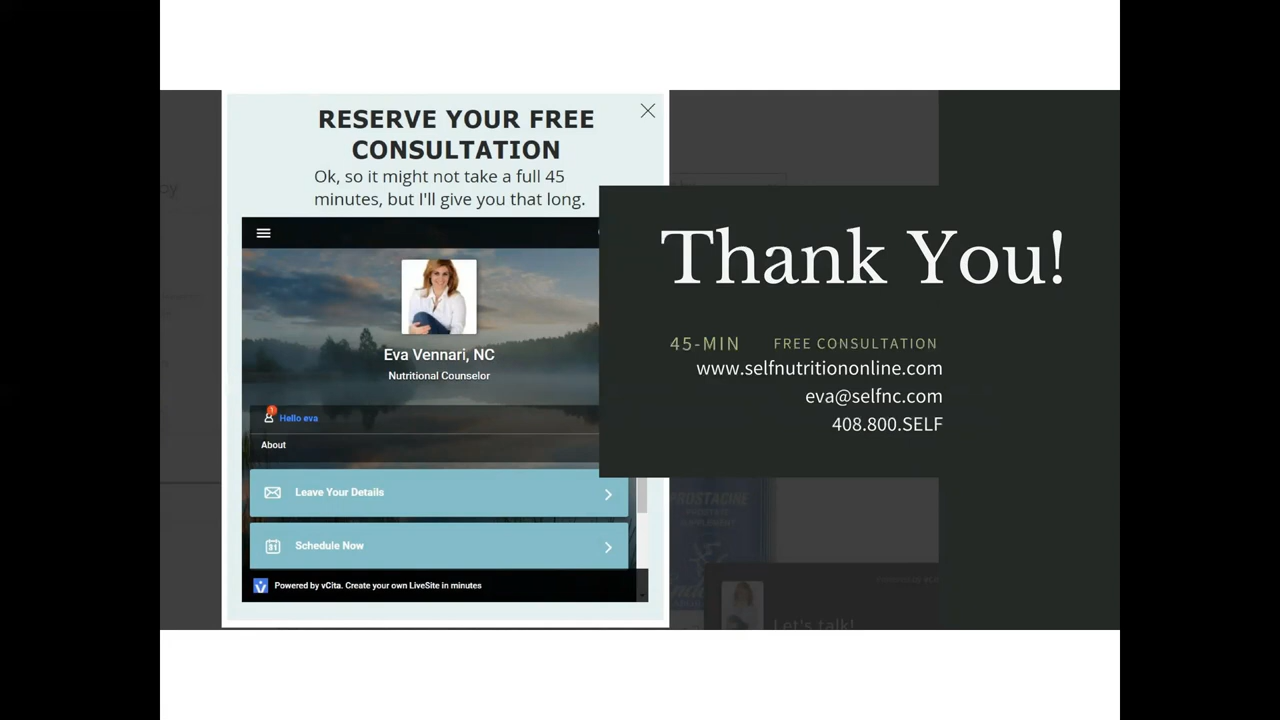 RESERVE YOUR FREE
CONSULTATION
Ok, so it might not take a full 45
minutes, but I'll give you that long.
Eva Vennari, NC
Nutritional Counselor
1
Hello eva
About
Leave Your Details
31
Schedule Now
Powered by vCita. Create your own LiveSite in minutes
Thank You!
45-MIN FREE CONSULTATION
www.selfnutritiononline.com
eva@selfnc.com
408.800.SELF
PROSTACINE
Let's talk!